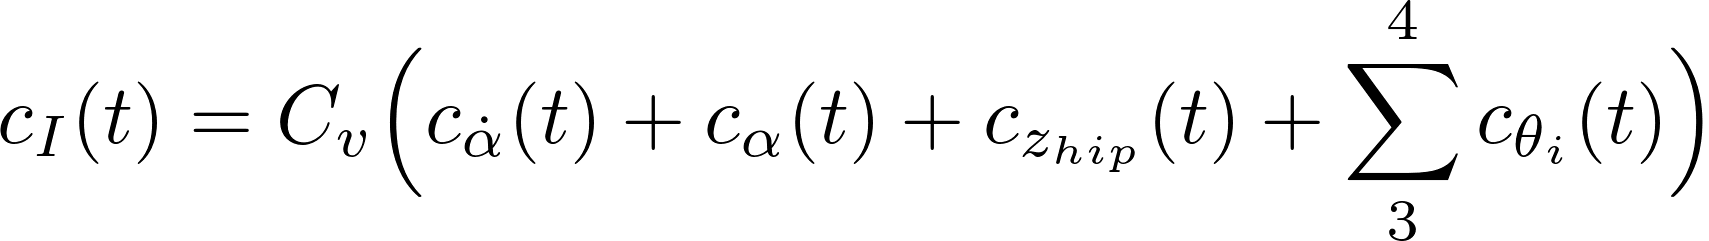 c_I(t) = C_v \Big( c_{\dot{\alpha}}(t) + c_{\alpha}(t) + c_{z_{hip}}(t) + \sum_{3}^{4} c_{\theta_i}(t) \Big)